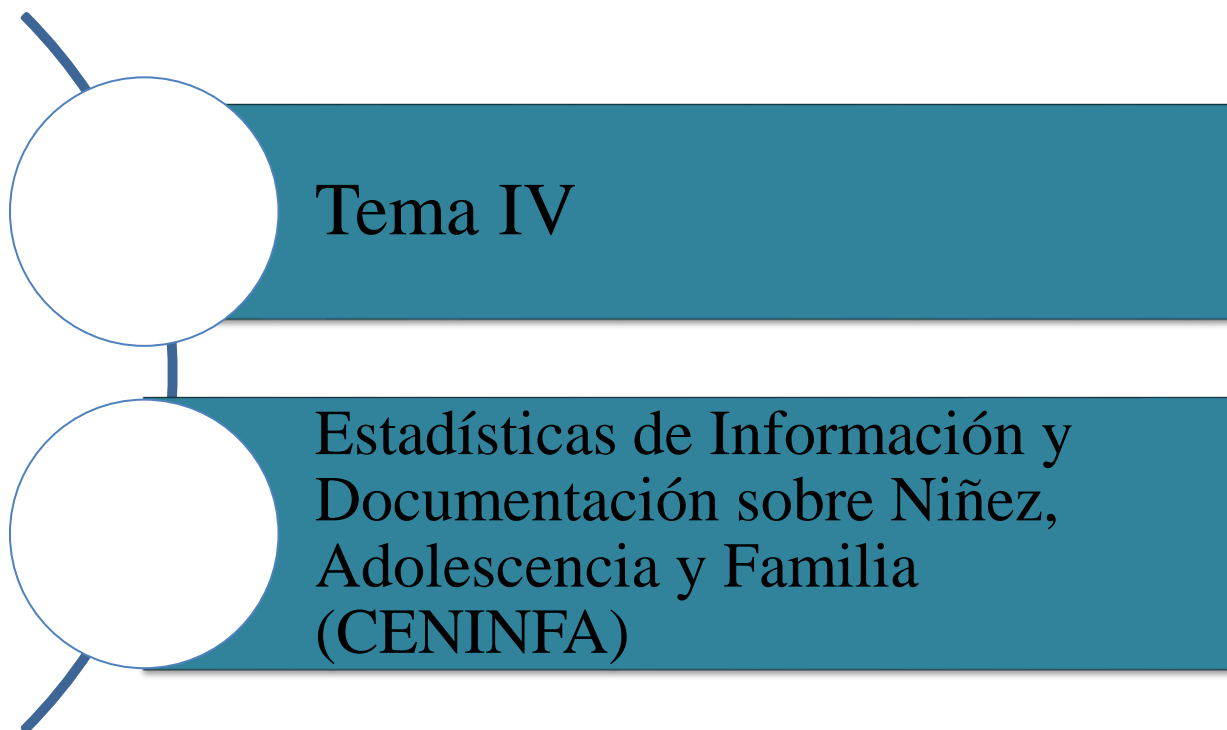 Tema IV
Estadísticas de Información y
Documentación sobre Niñez,
Adolescencia y Familia
(CENINFA)